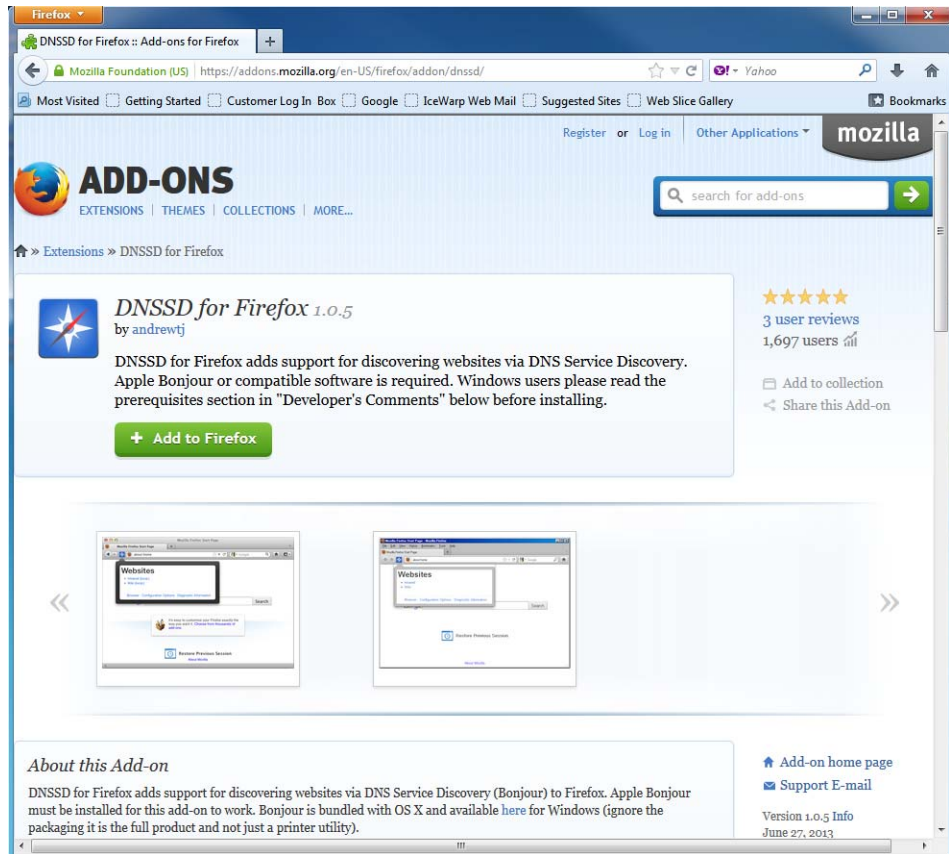 Firefox
DNSSD for Firefox :: Add-ons for Firefox
Mozilla Foundation (US) https://addons.mozilla.org/en-US/firefox/addon/dnssd/ Yahoo
Most Visited Getting Started Customer Log In Box Google IceWarp Web Mail Suggested Sites Web Slice Gallery Bookmarks
Register or Log in Other Applications mozilla
ADD-ONS
search for add-ons
EXTENSIONS | THEMES | COLLECTIONS | MORE...
» Extensions » DNSSD for Firefox
DNSSD for Firefox 1.0.5
by andrewtj
DNSSD for Firefox adds support for discovering websites via DNS Service Discovery.
Apple Bonjour or compatible software is required. Windows users please read the
prerequisites section in "Developer's Comments" below before installing.
+ Add to Firefox
3 user reviews
1,697 users
Add to collection
Share this Add-on
Websites
Search
Restore Previous Session
Websites
Search
Restore Previous Session
About this Add-on
DNSSD for Firefox adds support for discovering websites via DNS Service Discovery (Bonjour) to Firefox. Apple Bonjour
must be installed for this add-on to work. Bonjour is bundled with OS X and available here for Windows (ignore the
packaging it is the full product and not just a printer utility).
Add-on home page
Support E-mail
Version 1.0.5 Info
June 27, 2013